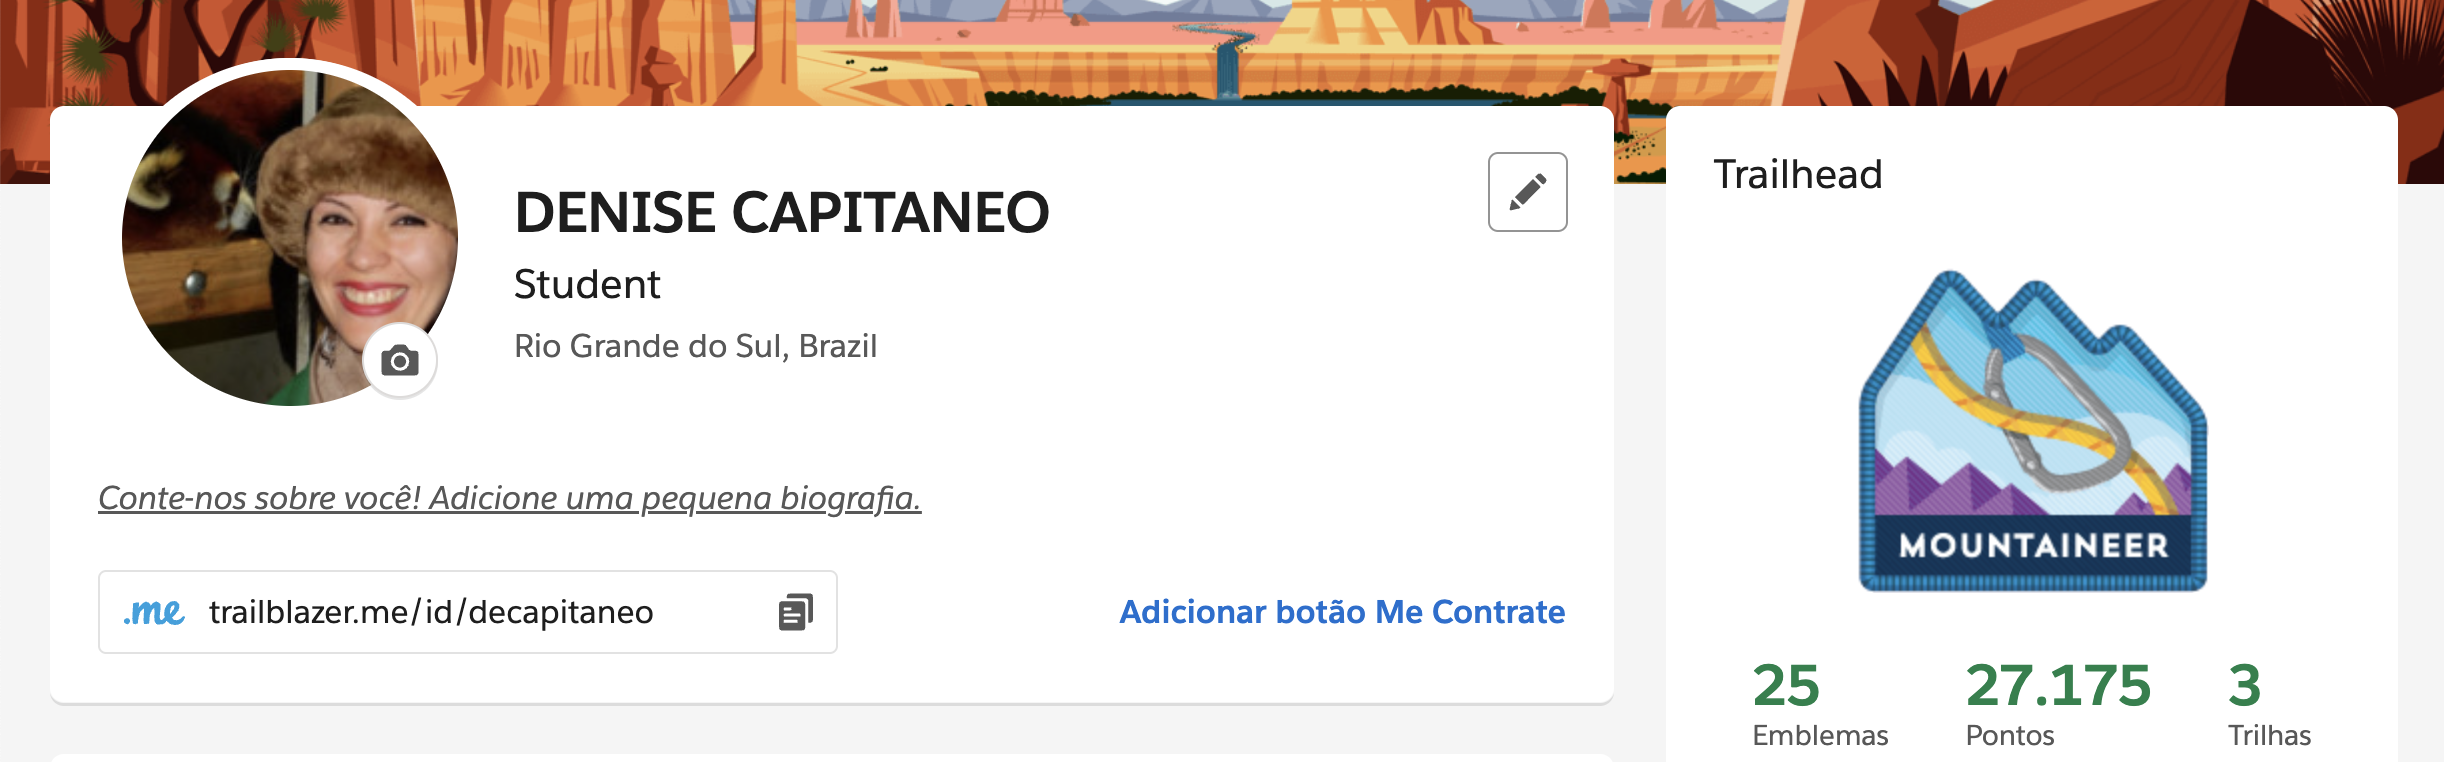 DENISE CAPITANEO
Student
Rio Grande do Sul, Brazil
Conte-nos sobre você! Adicione uma pequena biografia.
.me trailblazer.me/id/decapitaneo
Adicionar botão Me Contrate
Trailhead
MOUNTAINEER
25 27.175 3
Emblemas Pontos Trilhas